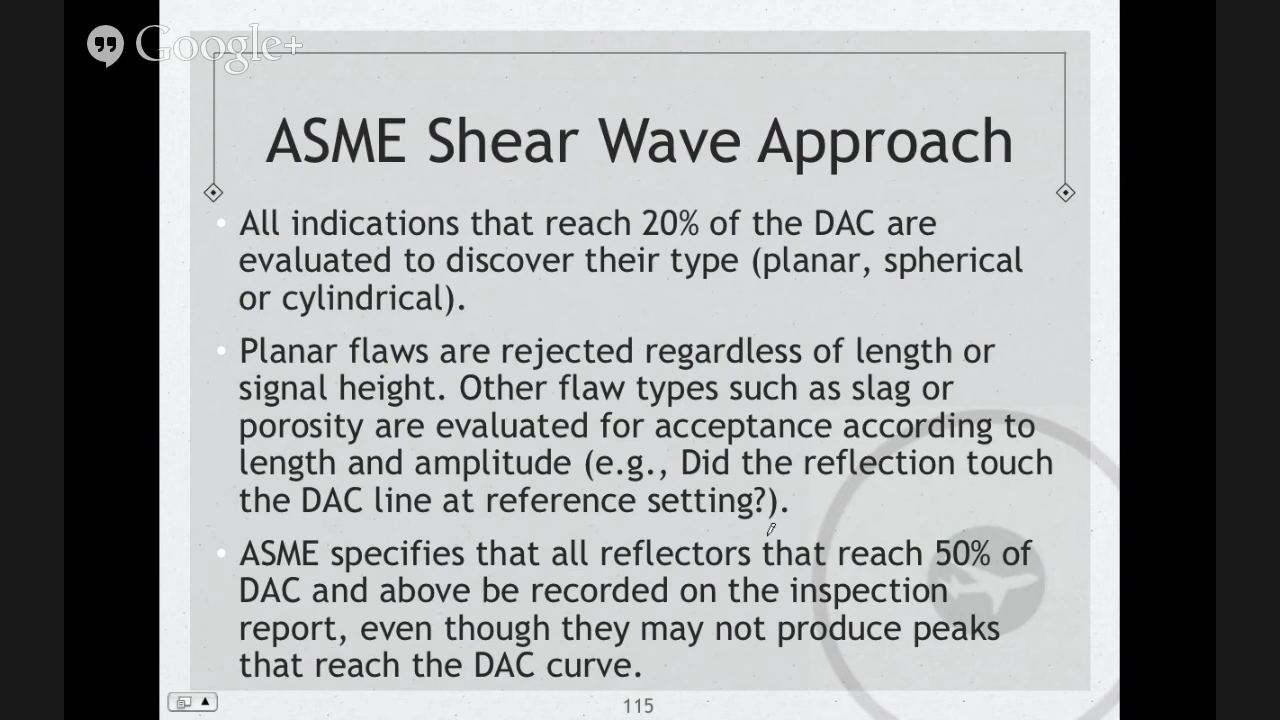 Google+
ASME Shear Wave Approach
• All indications that reach 20% of the DAC are
evaluated to discover their type (planar, spherical
or cylindrical).
• Planar flaws are rejected regardless of length or
signal height. Other flaw types such as slag or
porosity are evaluated for acceptance according to
length and amplitude (e.g., Did the reflection touch
the DAC line at reference setting?).
• ASME specifies that all reflectors that reach 50% of
DAC and above be recorded on the inspection
report, even though they may not produce peaks
that reach the DAC curve.
115